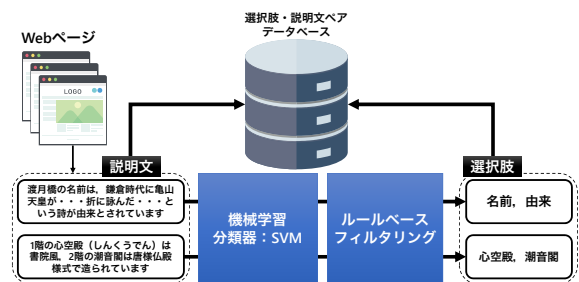 選択肢・説明文ペア
データベース
Webページ
LOGO
説明文
選択肢
渡月橋の名前は，鎌倉時代に亀山
天皇が・・・折に詠んだ・・・と
いう詩が由来とされています
機械学習
分類器：SVM
ルールベース
フィルタリング
名前，由来
1階の心空殿（しんくうでん）は
書院風，2階の潮音閣は唐様仏殿
様式で造られています
心空殿，潮音閣